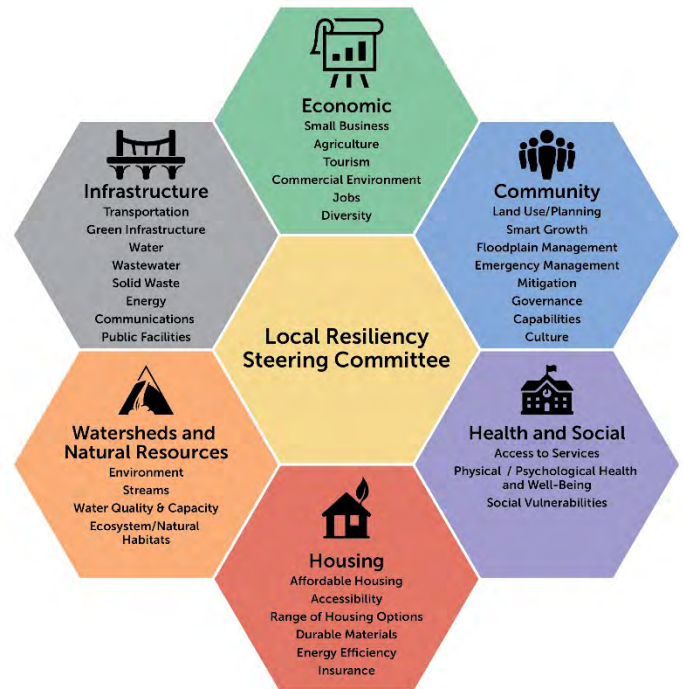 Economic
Small Business
Agriculture
Tourism
Commercial Environment
Jobs
Diversity
Infrastructure
Transportation
Green Infrastructure
Water
Wastewater
Solid Waste
Energy
Communications
Public Facilities
Community
Land Use/Planning
Smart Growth
Floodplain Management
Emergency Management
Mitigation
Governance
Capabilities
Culture
Local Resiliency
Steering Committee
Watersheds and
Natural Resources
Environment
Streams
Water Quality & Capacity
Ecosystem/Natural
Habitats
Health and Social
Access to Services
Physical / Psychological Health
and Well-Being
Social Vulnerabilities
Housing
Affordable Housing
Accessibility
Range of Housing Options
Durable Materials
Energy Efficiency
Insurance